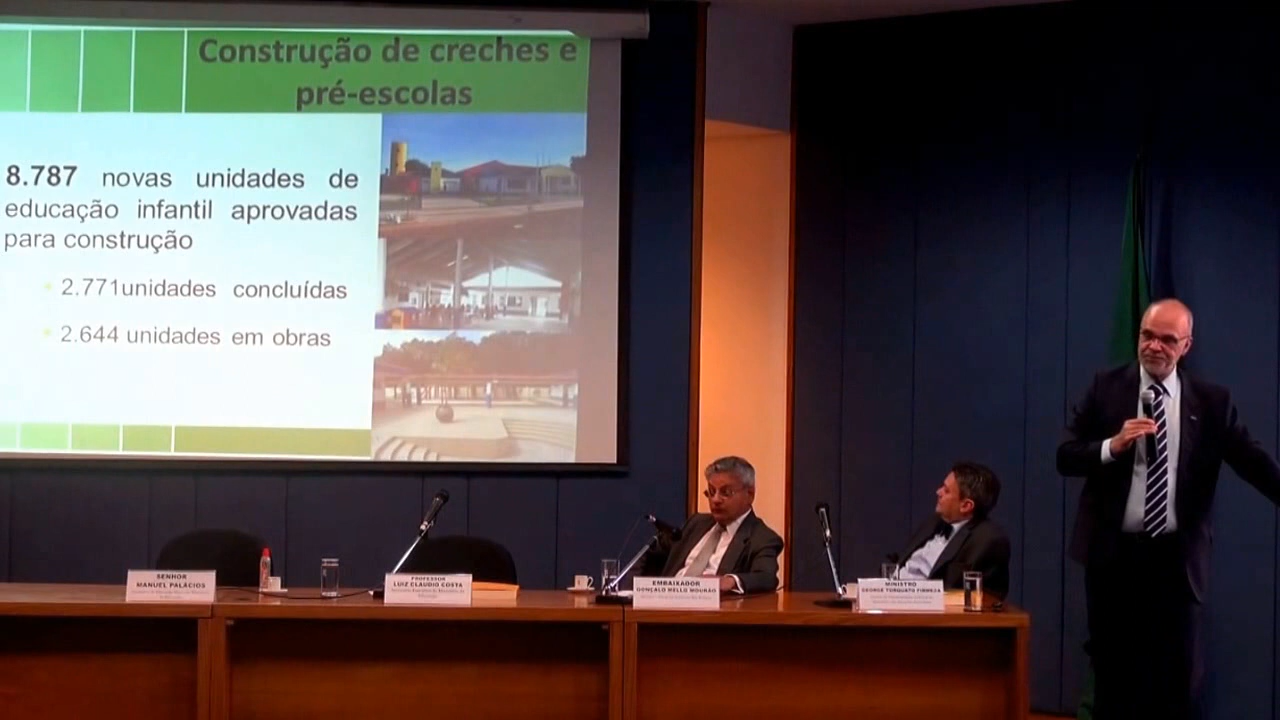 Construção de creches e
pré-escolas
8.787 novas unidades de
educação infantil aprovadas
para construção
2.771unidades concluídas
2.644 unidades em obras
SENHOR
MANUEL PALÁCIOS
PROFESSOR
LUIZ CLAUDIO COSTA
EMBAIXADOR
GONÇALO MELLO MOURÃO
MINISTRO
GEORGE TORQUATO FIRMEZA